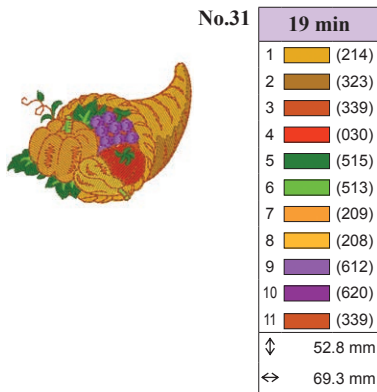 No.31
19 min
1 (214)
2 (323)
3 (339)
4 (030)
5 (515)
6 (513)
7 (209)
8 (208)
9 (612)
10 (620)
11 (339)
52.8 mm
69.3 mm